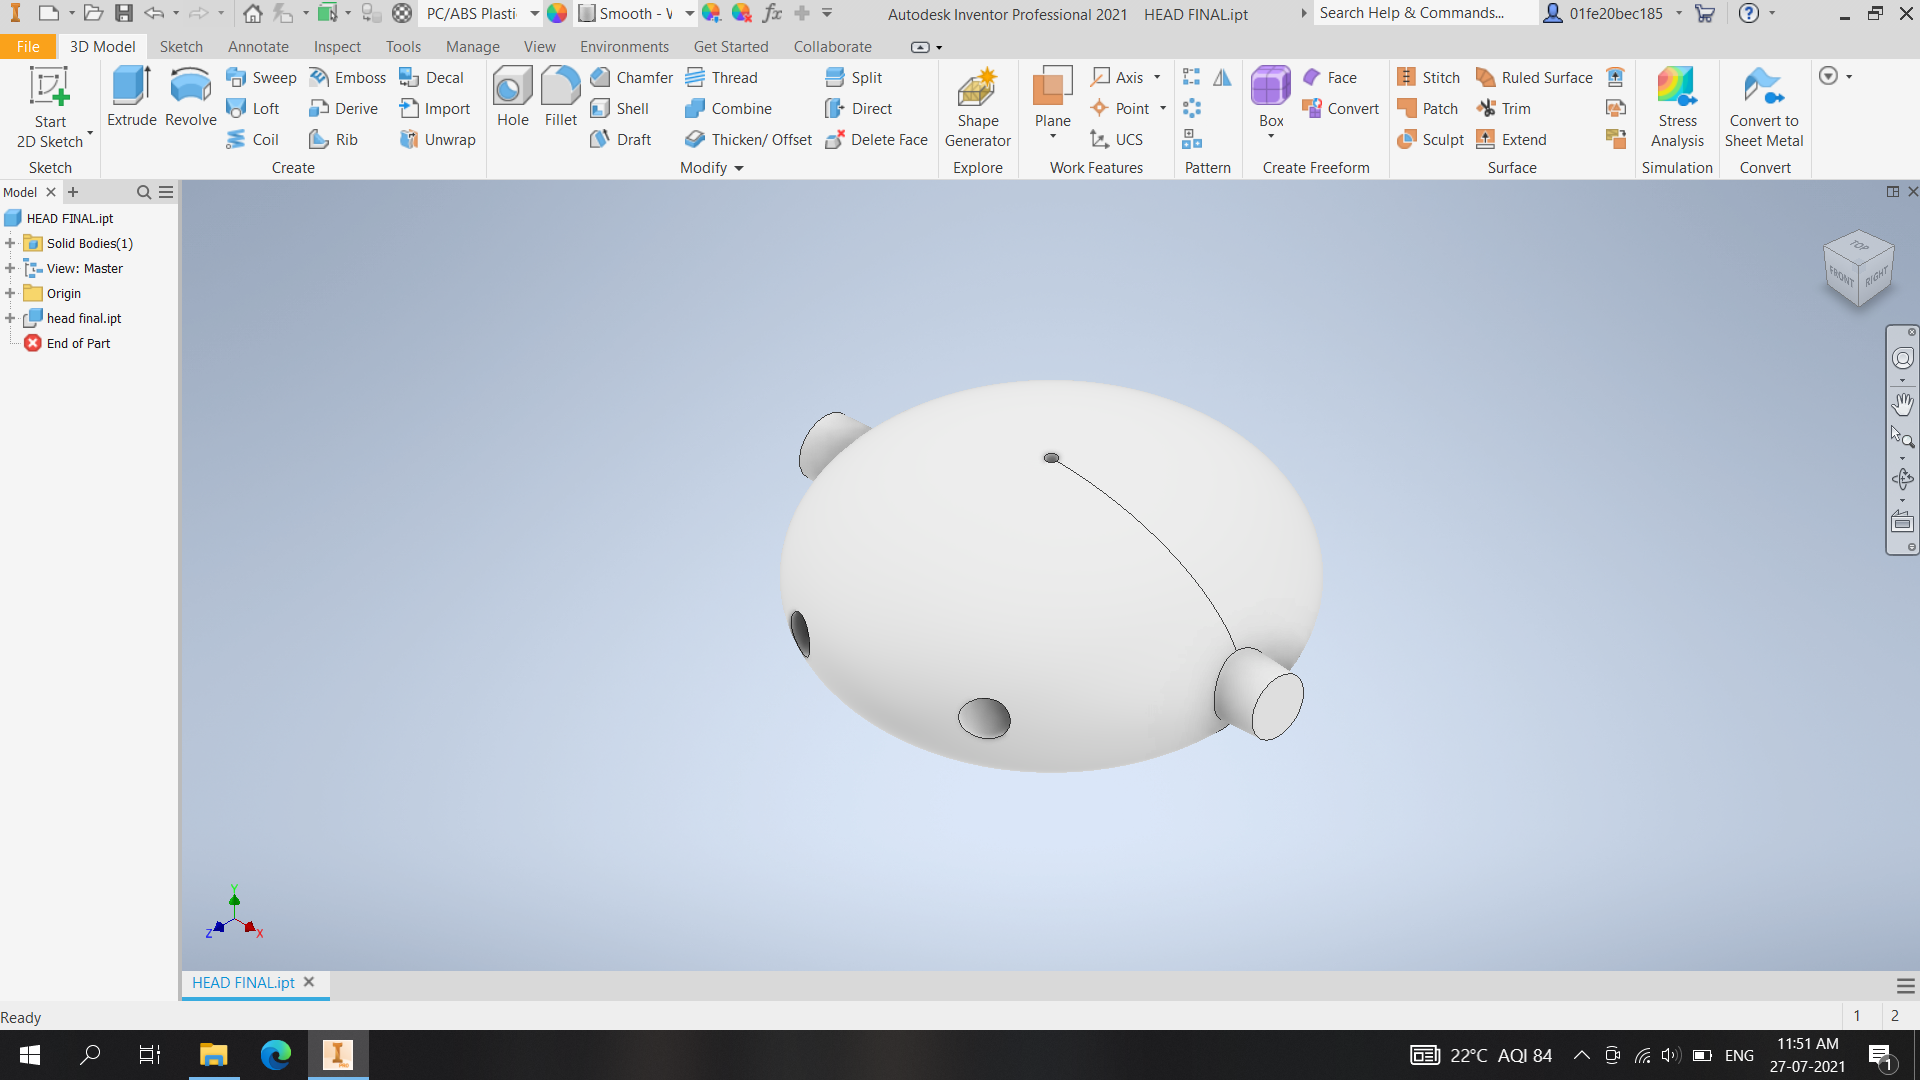 PC/ABS Plasti Smooth - V fx Autodesk Inventor Professional 2021 HEAD FINAL.ipt Search Help & Commands... 01fe20bec185
File 3D Model Sketch Annotate Inspect Tools Manage View Environments Get Started Collaborate
Start
2D Sketch
Sketch
Extrude
Revolve
Sweep
Loft
Coil
Emboss
Derive
Rib
Decal
Import
Unwrap
Create
Hole
Fillet
Chamfer
Shell
Draft
Thread
Combine
Thicken/ Offset
Split
Direct
Delete Face
Modify
Shape
Generator
Explore
Plane
Axis
Point
UCS
Work Features
Pattern
Box
Face
Convert
Create Freeform
Stitch
Patch
Sculpt
Ruled Surface
Trim
Extend
Surface
Stress
Analysis
Simulation
Convert to
Sheet Metal
Convert
Model
HEAD FINAL.ipt
Solid Bodies(1)
View: Master
Origin
head final.ipt
End of Part
TOP
FRONT
RIGHT
Y
Z
X
HEAD FINAL.ipt
Ready
1 2
22°C AQI 84
ENG
11:51 AM
27-07-2021
1